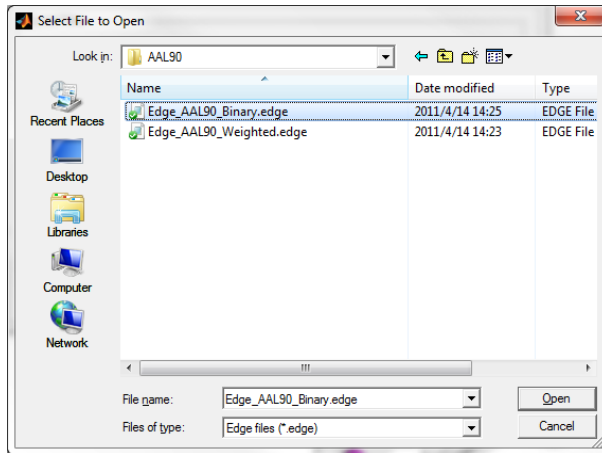 Select File to Open
Look in: AAL90
Name Date modified Type
Edge_AAL90_Binary.edge 2011/4/14 14:25 EDGE File
Edge_AAL90_Weighted.edge 2011/4/14 14:23 EDGE File
Recent Places
Desktop
Libraries
Computer
Network
File name: Edge_AAL90_Binary.edge Open
Files of type: Edge files (*.edge) Cancel